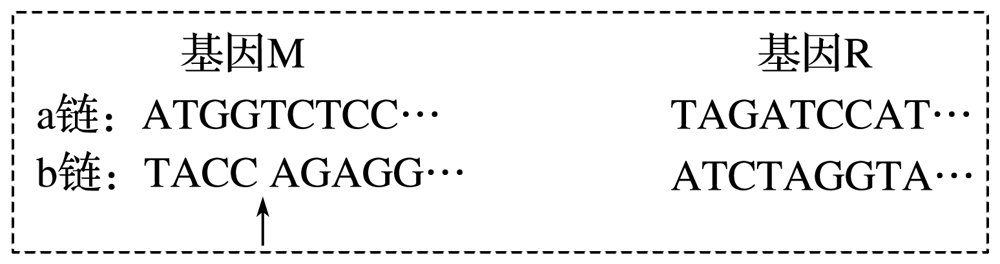 基因M 基因R
a链：ATGGTCTCC… TAGATCCAT…
b链：TACC AGAGG… ATCTAGGTA…